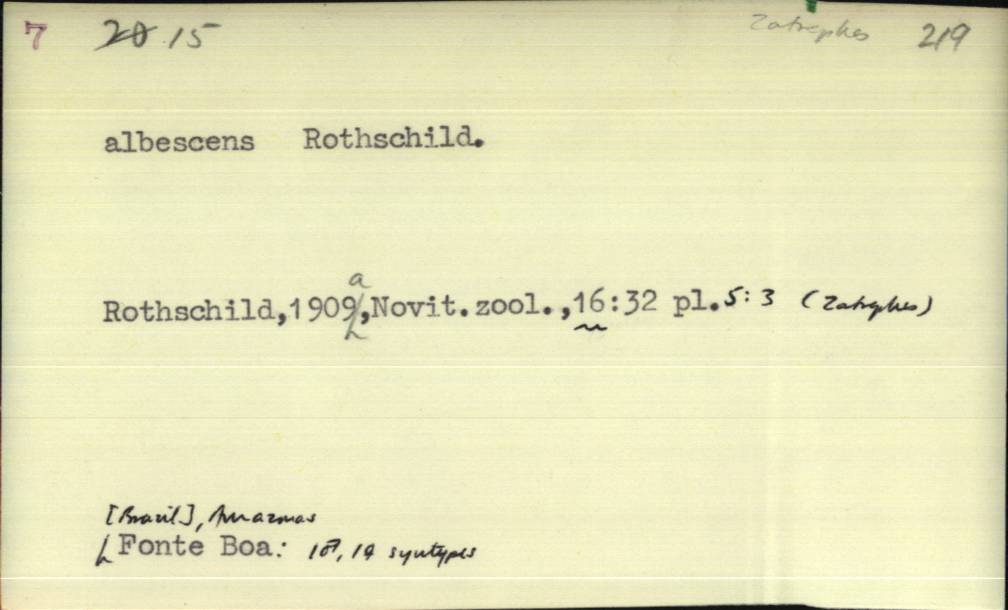 7 20 15 Zatrephes 219
albescens Rothschild.
a
Rothschild,1909,Novit.zool.,16:32 pl.5:3 (Zatrephes)
[Brazil], Amazonas
Fonte Boa: 1♂, 1♀ syntypes